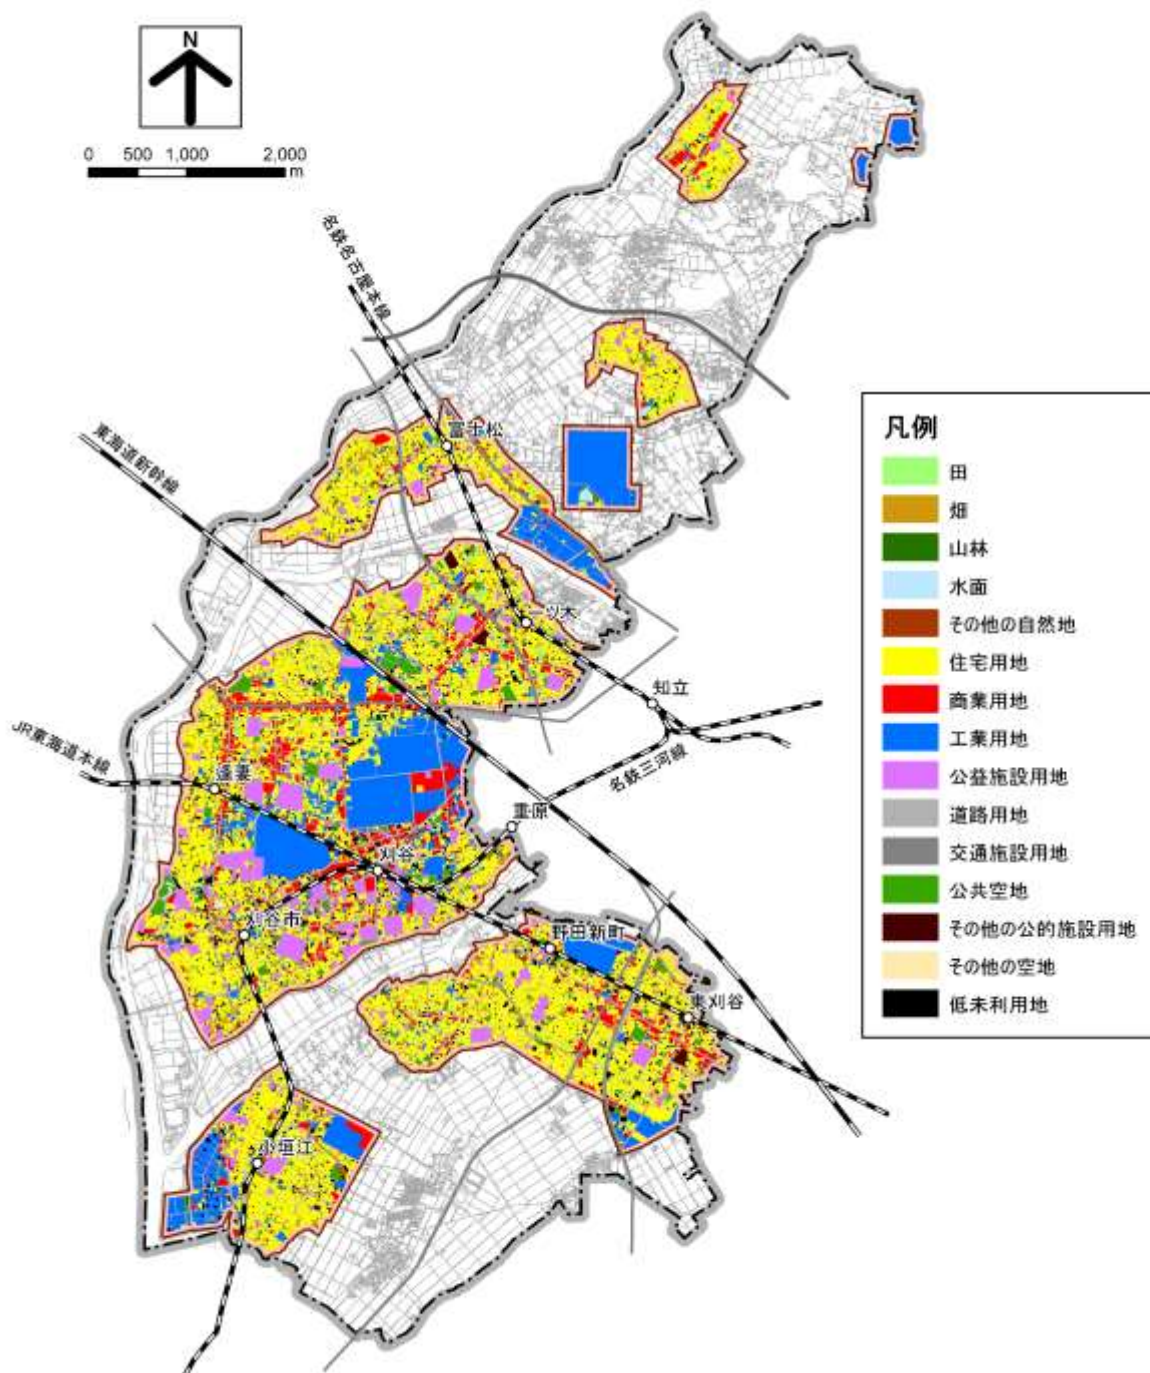 N
0 500 1,000 2,000
m
名鉄名古屋本線
東海道新幹線
富士松
一ツ木
知立
JR東海道本線
逢妻
名鉄三河線
重原
刈谷
刈谷市
野田新町
東刈谷
小垣江
凡例
田
畑
山林
水面
その他の自然地
住宅用地
商業用地
工業用地
公益施設用地
道路用地
交通施設用地
公共空地
その他の公的施設用地
その他の空地
低未利用地